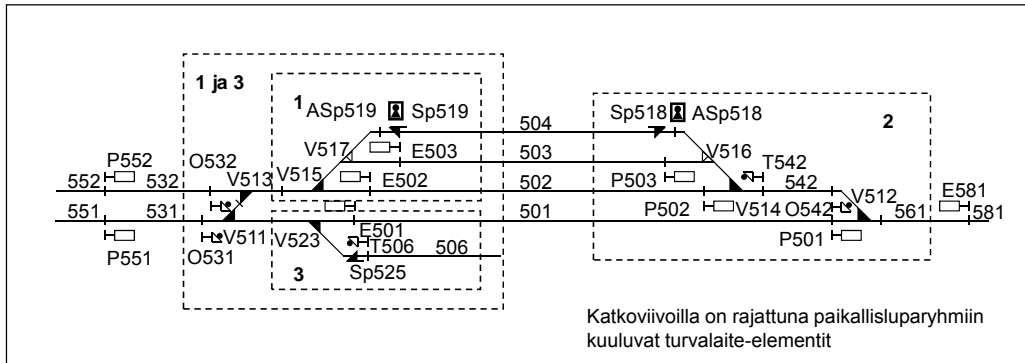 1 ja 3
1
ASp519
Sp519
Sp518
ASp518
2
504
V517
E503
503
V516
T542
P552
O532
V513
V515
E502
P503
552
532
502
542
V512
E581
551
531
501
P502
V514
O542
561
581
P551
O531
V511
V523
E501
T506
506
P501
3
Sp525
Katkoviivoilla on rajattuna paikallisluparyhmiin
kuuluvat turvalaite-elementit